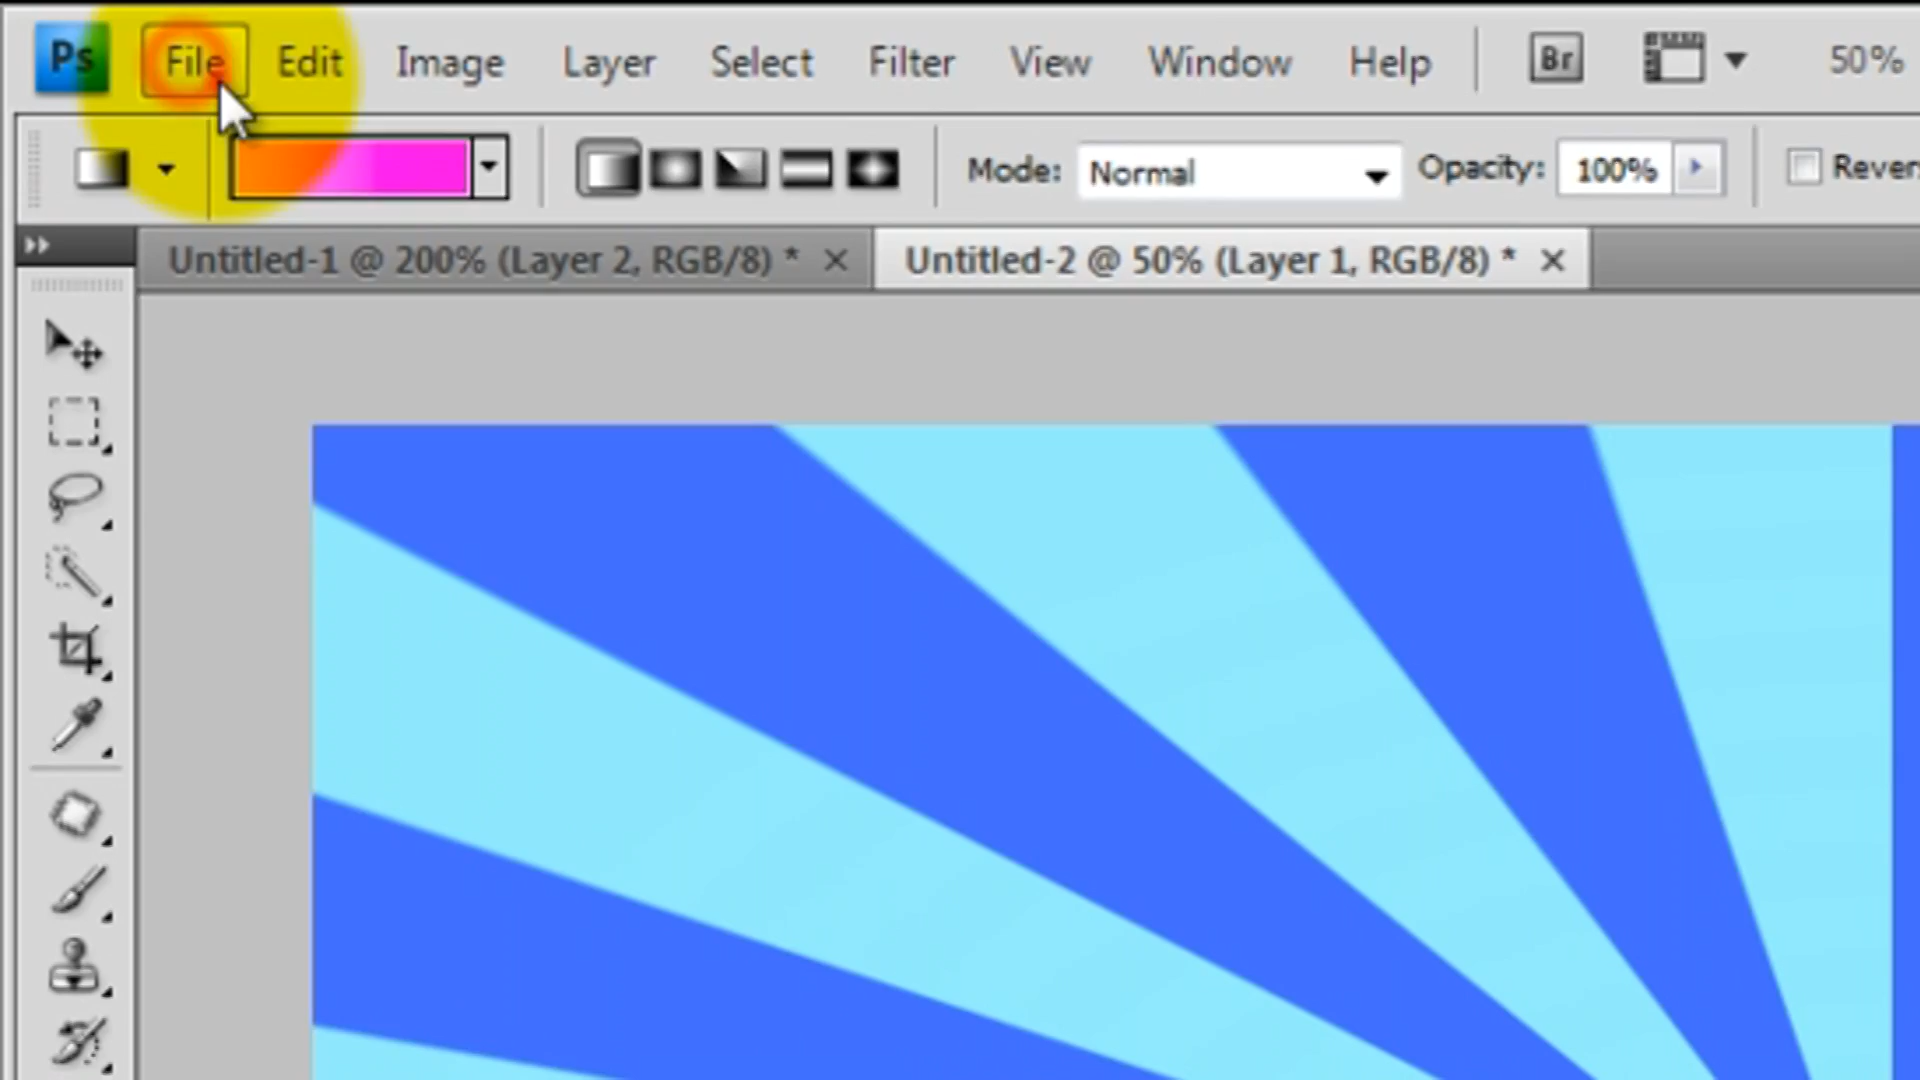 Ps File Edit Image Layer Select Filter View Window Help Br 50%
Mode: Normal Opacity: 100% Revers
Untitled-1 @ 200% (Layer 2, RGB/8) * × Untitled-2 @ 50% (Layer 1, RGB/8) * ×